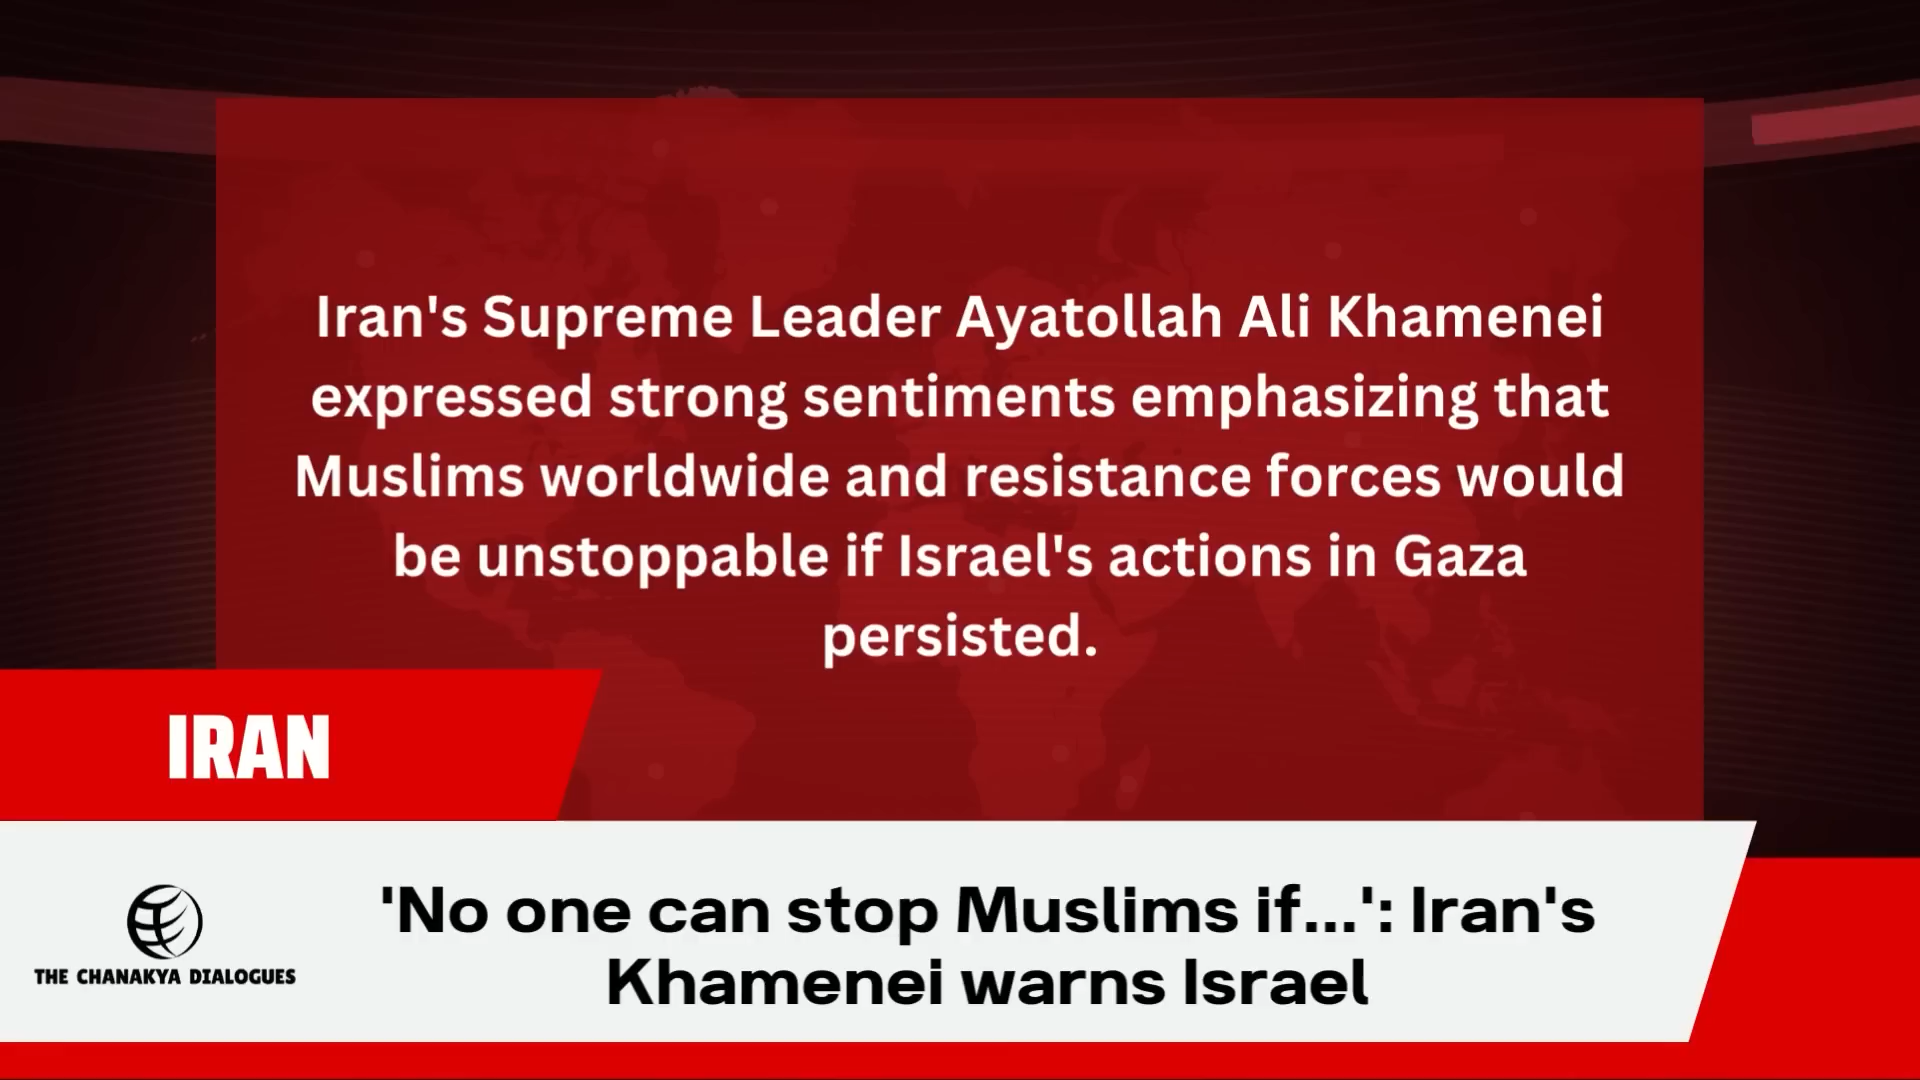 Iran's Supreme Leader Ayatollah Ali Khamenei
expressed strong sentiments emphasizing that
Muslims worldwide and resistance forces would
be unstoppable if Israel's actions in Gaza
persisted.
IRAN
THE CHANAKYA DIALOGUES
'No one can stop Muslims if...': Iran's
Khamenei warns Israel